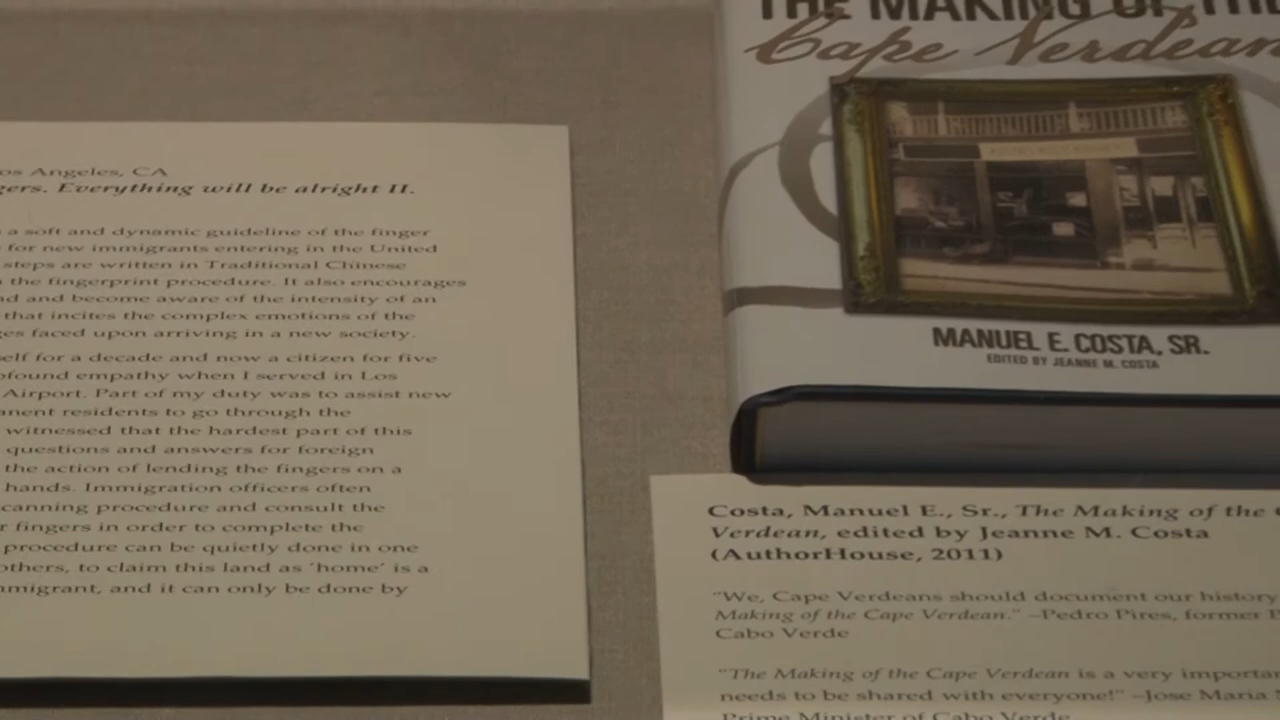 os Angeles, CA
gers. Everything will be alright II.
a soft and dynamic guideline of the finger
for new immigrants entering in the United
steps are written in Traditional Chinese
the fingerprint procedure. It also encourages
and become aware of the intensity of an
that incites the complex emotions of the
faced upon arriving in a new society.
self for a decade and now a citizen for five
ofound empathy when I served in Los
Airport. Part of my duty was to assist new
anent residents to go through the
witnessed that the hardest part of this
questions and answers for foreign
the action of lending the fingers on a
hands. Immigration officers often
canning procedure and consult the
fingers in order to complete the
procedure can be quietly done in one
others, to claim this land as 'home' is a
mmigrant, and it can only be done by
THE MAKING OF THE
Cape Verdean
MANUEL E. COSTA, SR.
EDITED BY JEANNE M. COSTA
Costa, Manuel E., Sr., The Making of the
Verdean, edited by Jeanne M. Costa
(AuthorHouse, 2011)
"We, Cape Verdeans should document our history
Making of the Cape Verdean." –Pedro Pires, former
Cabo Verde
"The Making of the Cape Verdean is a very importan
needs to be shared with everyone!" –Jose Maria
Prime Minister of Cabo Verde